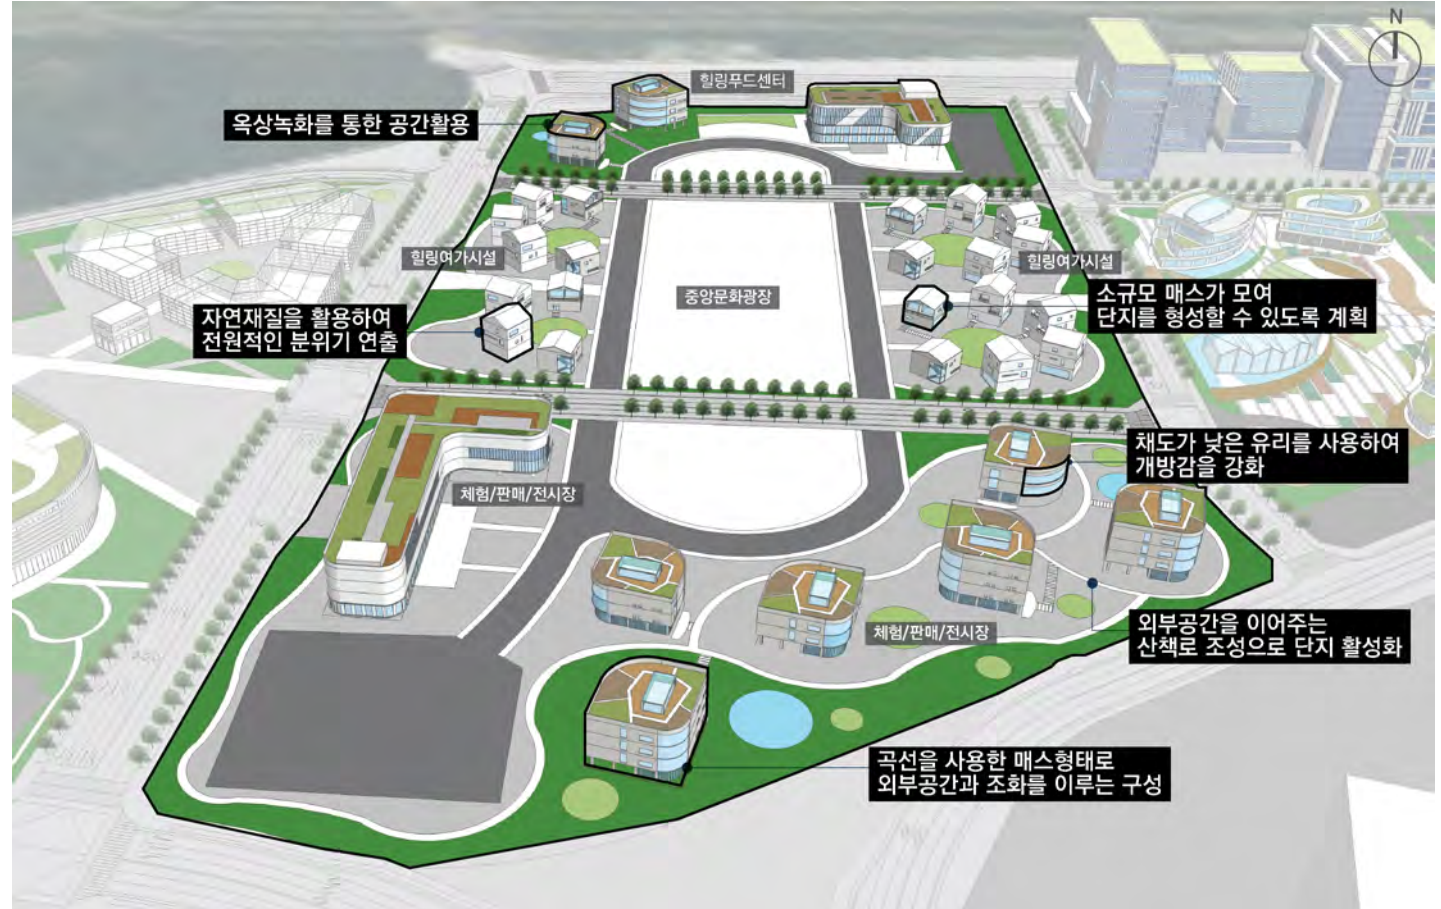 N
힐링푸드센터
옥상녹화를 통한 공간활용
힐링여가시설
힐링여가시설
중앙문화광장
소규모 매스가 모여
단지를 형성할 수 있도록 계획
자연재질을 활용하여
전원적인 분위기 연출
채도가 낮은 유리를 사용하여
개방감을 강화
체험/판매/전시장
체험/판매/전시장
외부공간을 이어주는
산책로 조성으로 단지 활성화
곡선을 사용한 매스형태로
외부공간과 조화를 이루는 구성